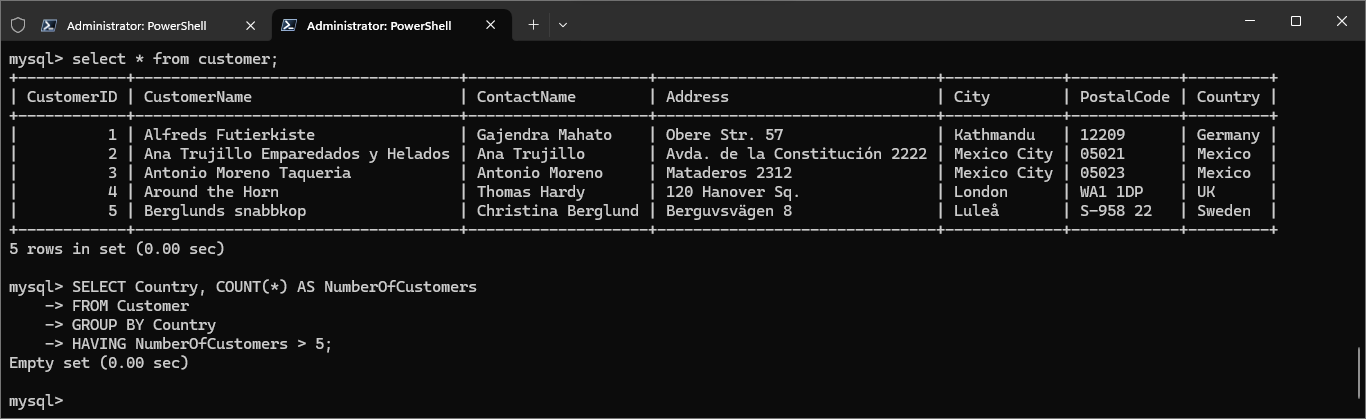 Administrator: PowerShell
Administrator: PowerShell
mysql> select * from customer;
+------------+------------------------------------+--------------------+--------------------------------+-------------+------------+---------+
| CustomerID | CustomerName                       | ContactName        | Address                        | City        | PostalCode | Country |
+------------+------------------------------------+--------------------+--------------------------------+-------------+------------+---------+
|          1 | Alfreds Futierkiste                | Gajendra Mahato    | Obere Str. 57                  | Kathmandu   | 12209      | Germany |
|          2 | Ana Trujillo Emparedados y Helados | Ana Trujillo       | Avda. de la Constitución 2222 | Mexico City | 05021      | Mexico  |
|          3 | Antonio Moreno Taqueria            | Antonio Moreno     | Mataderos 2312                 | Mexico City | 05023      | Mexico  |
|          4 | Around the Horn                    | Thomas Hardy       | 120 Hanover Sq.                | London      | WA1 1DP    | UK      |
|          5 | Berglunds snabbkop                 | Christina Berglund | Berguvsvägen 8                 | Luleå       | S-958 22   | Sweden  |
+------------+------------------------------------+--------------------+--------------------------------+-------------+------------+---------+
5 rows in set (0.00 sec)
mysql> SELECT Country, COUNT(*) AS NumberOfCustomers
    -> FROM Customer
    -> GROUP BY Country
    -> HAVING NumberOfCustomers > 5;
Empty set (0.00 sec)
mysql>